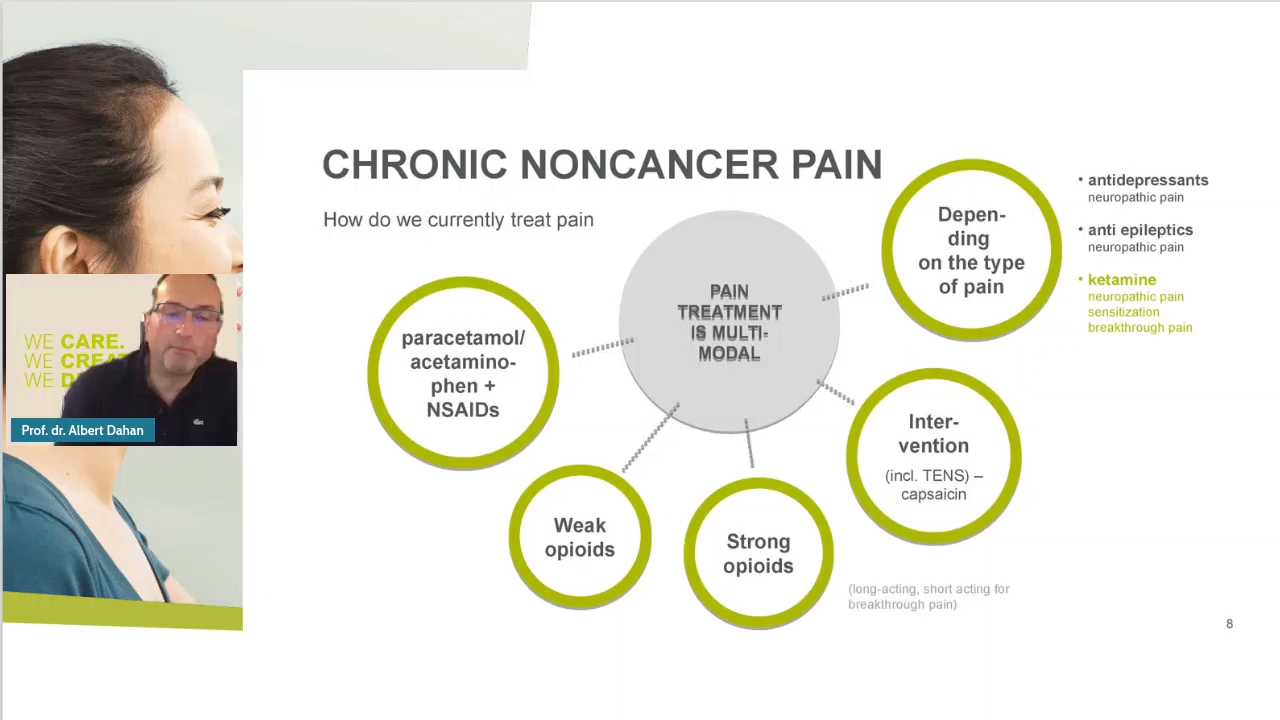 CHRONIC NONCANCER PAIN
How do we currently treat pain
PAIN
TREATMENT
IS MULTI-
MODAL
paracetamol/
acetamino-
phen +
NSAIDs
Weak
opioids
Strong
opioids
(long-acting, short acting for
breakthrough pain)
Inter-
vention
(incl. TENS) –
capsaicin
Depen-
ding
on the type
of pain
• antidepressants
neuropathic pain
• anti epileptics
neuropathic pain
• ketamine
neuropathic pain
sensitization
breakthrough pain
WE CARE.
WE
WE
Prof. dr. Albert Dahan
8